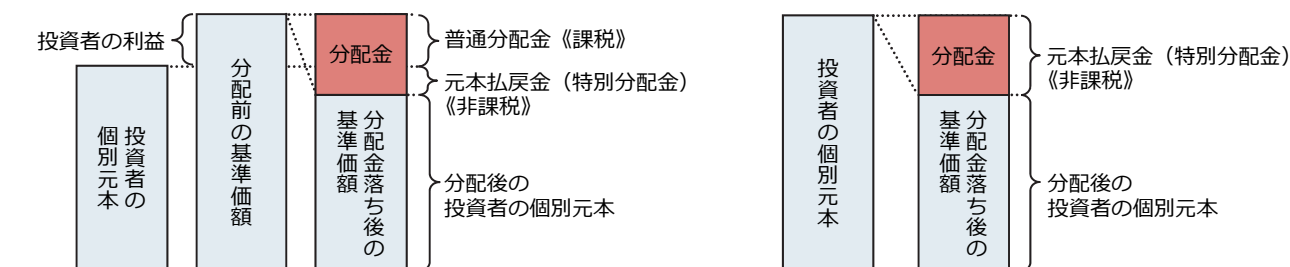 投資者の利益
投資者の
個別元本
分配前の基準価額
分配金
分配金落ち後の
基準価額
普通分配金《課税》
元本払戻金（特別分配金）
《非課税》
分配後の
投資者の個別元本
投資者の個別元本
分配金
分配金落ち後の
基準価額
元本払戻金（特別分配金）
《非課税》
分配後の
投資者の個別元本